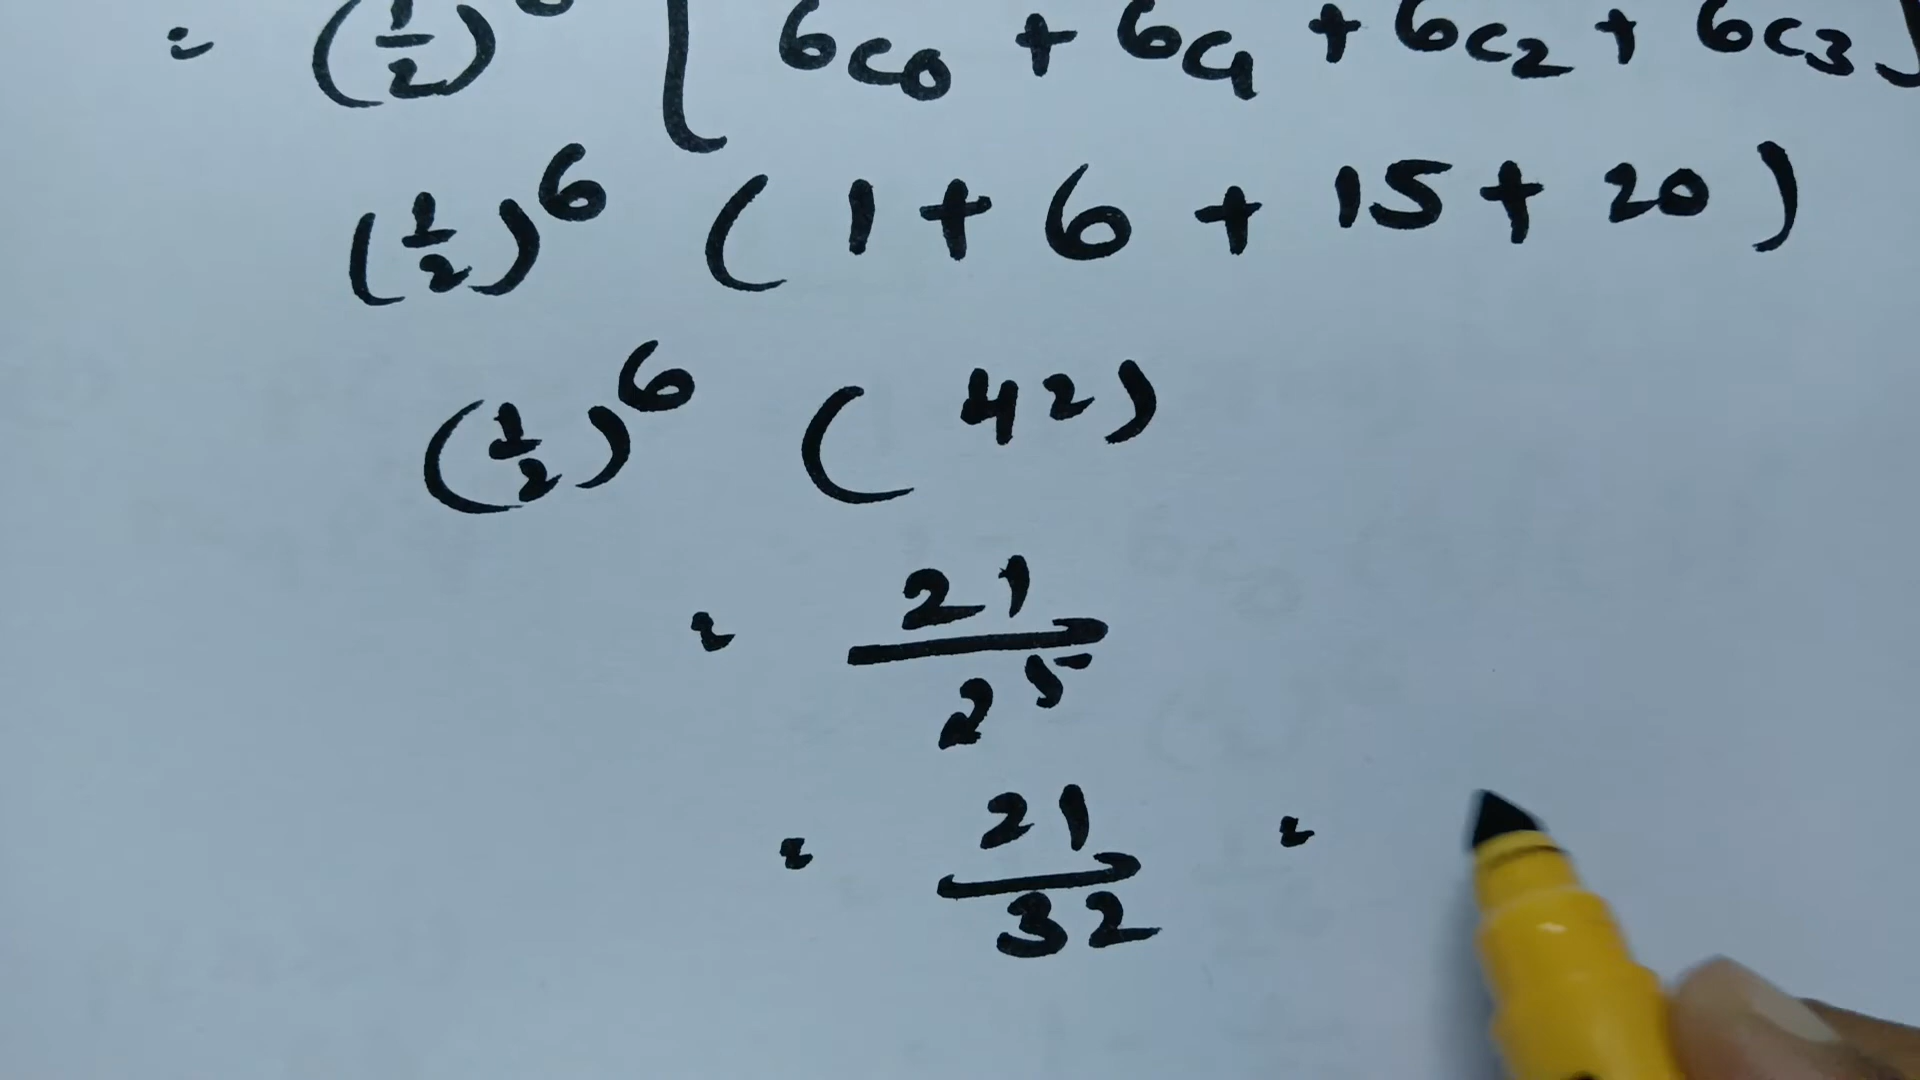 = (1/2)^6 [ 6C0 + 6C1 + 6C2 + 6C3 ]
(1/2)^6 ( 1 + 6 + 15 + 20 )
(1/2)^6 ( 42 )
= 21/2^5
= 21/32 =